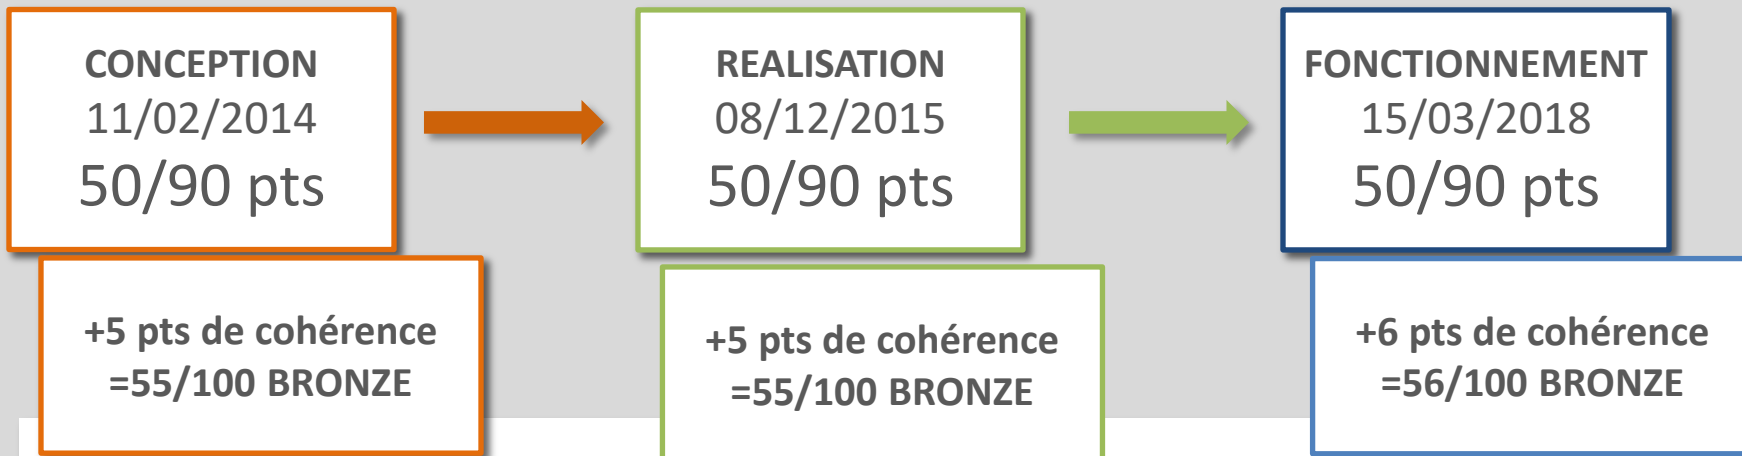 CONCEPTION
11/02/2014
50/90 pts
+5 pts de cohérence
=55/100 BRONZE
REALISATION
08/12/2015
50/90 pts
+5 pts de cohérence
=55/100 BRONZE
FONCTIONNEMENT
15/03/2018
50/90 pts
+6 pts de cohérence
=56/100 BRONZE